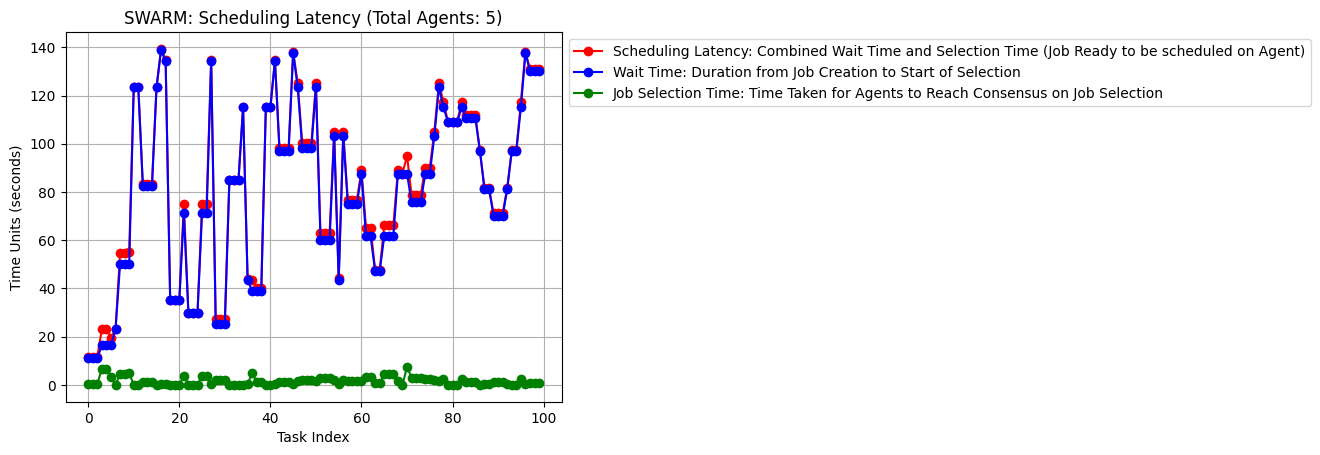 SWARM: Scheduling Latency (Total Agents: 5)
Scheduling Latency: Combined Wait Time and Selection Time (Job Ready to be scheduled on Agent)
Wait Time: Duration from Job Creation to Start of Selection
Job Selection Time: Time Taken for Agents to Reach Consensus on Job Selection
Time Units (seconds)
140
120
100
80
60
40
20
0
0 20 40 60 80 100
Task Index